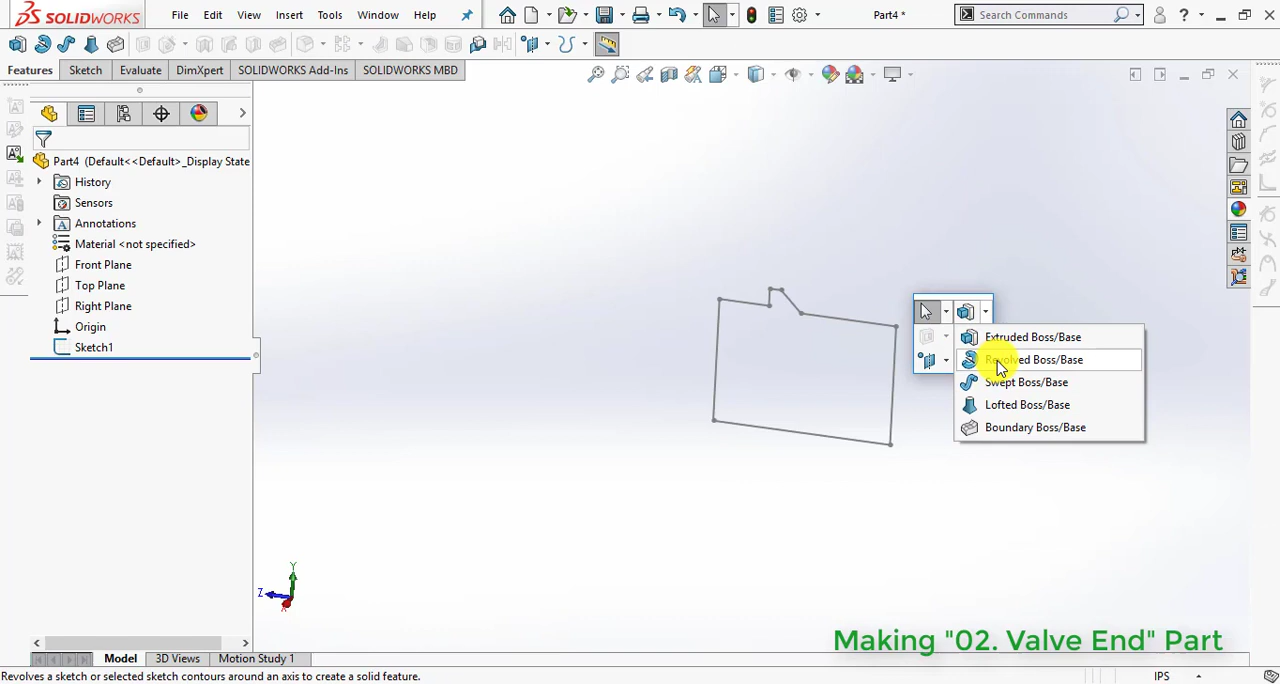 SOLIDWORKS
File
Edit
View
Insert
Tools
Window
Help
Part4 *
Search Commands
?
Features
Sketch
Evaluate
DimXpert
SOLIDWORKS Add-Ins
SOLIDWORKS MBD
Part4 (Default<<Default>_Display State
History
Sensors
Annotations
Material <not specified>
Front Plane
Top Plane
Right Plane
Origin
Sketch1
Extruded Boss/Base
Revolved Boss/Base
Swept Boss/Base
Lofted Boss/Base
Boundary Boss/Base
Y
Z
X
Making "02. Valve End" Part
Model
3D Views
Motion Study 1
Revolves a sketch or selected sketch contours around an axis to create a solid feature.
IPS